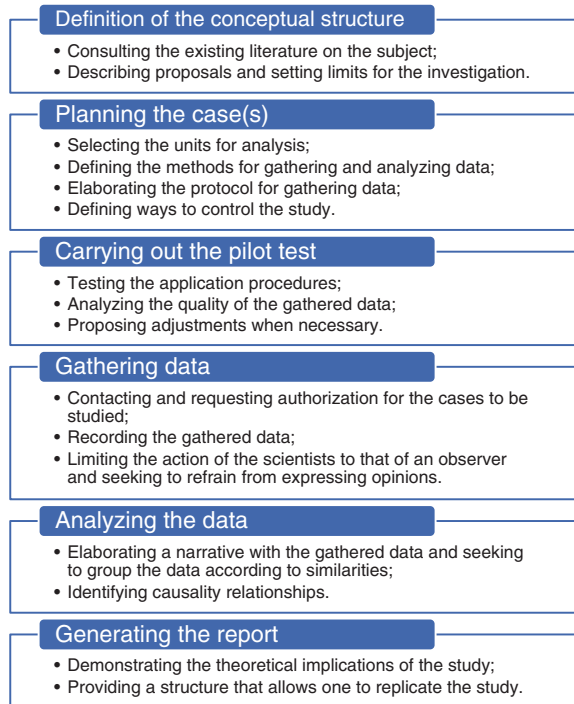 Definition of the conceptual structure
• Consulting the existing literature on the subject;
• Describing proposals and setting limits for the investigation.
Planning the case(s)
• Selecting the units for analysis;
• Defining the methods for gathering and analyzing data;
• Elaborating the protocol for gathering data;
• Defining ways to control the study.
Carrying out the pilot test
• Testing the application procedures;
• Analyzing the quality of the gathered data;
• Proposing adjustments when necessary.
Gathering data
• Contacting and requesting authorization for the cases to be
studied;
• Recording the gathered data;
• Limiting the action of the scientists to that of an observer
and seeking to refrain from expressing opinions.
Analyzing the data
• Elaborating a narrative with the gathered data and seeking
to group the data according to similarities;
• Identifying causality relationships.
Generating the report
• Demonstrating the theoretical implications of the study;
• Providing a structure that allows one to replicate the study.